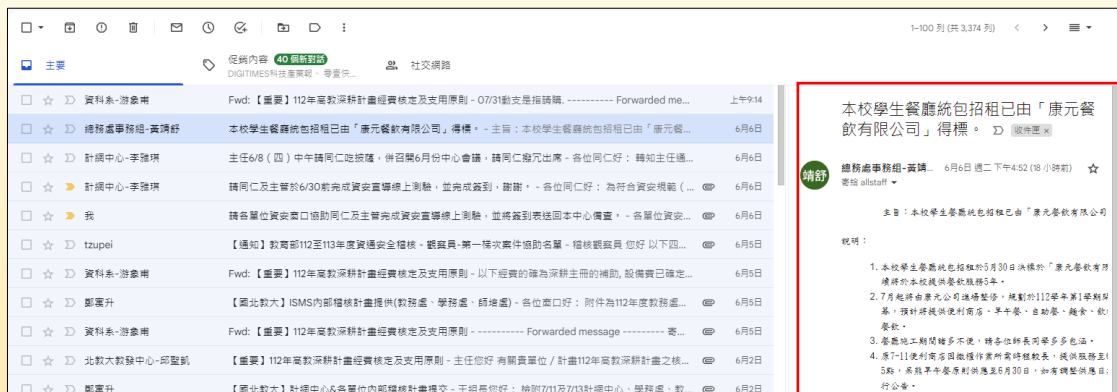 1-100 列 (共 3,374 列)
主要
促銷內容 40 個新對話
DIGITIMES科技產業報、零壹快...
社交網路
資科系-游象甫 Fwd: 【重要】112年高教深耕計畫經費核定及支用原則 - 07/31動支是指請購. ---------- Forwarded me... 上午9:14
總務處事務組-黃靖舒 本校學生餐廳統包招租已由「康元餐飲有限公司」得標。 - 主旨：本校學生餐廳統包招租已由「康元餐... 6月6日
計網中心-李雅琪 主任6/8（四）中午請同仁吃披薩，併召開6月份中心會議，請同仁撥冗出席 - 各位同仁好： 轉知主任通... 6月6日
計網中心-李雅琪 請同仁及主管於6/30前完成資安宣導線上測驗，並完成簽到，謝謝。 - 各位同仁好： 為符合資安規範 (... 6月6日
我 請各單位資安窗口協助同仁及主管完成資安宣導線上測驗，並將簽到表送回本中心備查。 - 各單位資安... 6月6日
tzupei 【通知】教育部112至113年度資通安全稽核 - 觀察員-第一梯次案件協助名單 - 稽核觀察員 您好 以下四... 6月5日
資科系-游象甫 Fwd: 【重要】112年高教深耕計畫經費核定及支用原則 - 以下經費的確為深耕主冊的補助, 設備費已確定... 6月5日
鄭富升 【國北教大】ISMS內部稽核計畫提供(教務處、學務處、師培處) - 各位窗口好： 附件為112年度教務處... 6月5日
資科系-游象甫 Fwd: 【重要】112年高教深耕計畫經費核定及支用原則 - ---------- Forwarded message --------- 寄... 6月5日
北教大教發中心-邱聖凱 【重要】112年高教深耕計畫經費核定及支用原則 - 主任您好 有關貴單位 / 計畫112年高教深耕計畫之核... 6月2日
鄭富升 【國北教大】計網中心&各單位內部稽核計畫提交 - 王組長您好： 檢附7/11及7/13計網中心、學務處、教... 6月2日
本校學生餐廳統包招租已由「康元餐
飲有限公司」得標。 收件匣 ×
靖舒
總務處事務組-黃靖... 6月6日 週二 下午4:52 (18 小時前)
寄給 allstaff
主旨：本校學生餐廳統包招租已由「康元餐飲有限公司
說明：
1. 本校學生餐廳統包招租於5月30日決標於「康元餐飲有限
續將於本校提供餐飲服務5年。
2. 7月起將由康元公司進場整修，規劃於112學年第1學期開
幕，預計將提供便利商店、早午餐、自助餐、麵食、飲
餐飲。
3. 餐廳施工期間諸多不便，請各位師長同學多多包涵。
4. 原7-11便利商店因撤櫃作業所需時程較長，提供服務至
5點，呆熊早午餐原則供應至6月30日，如有調整供應日
行公告。